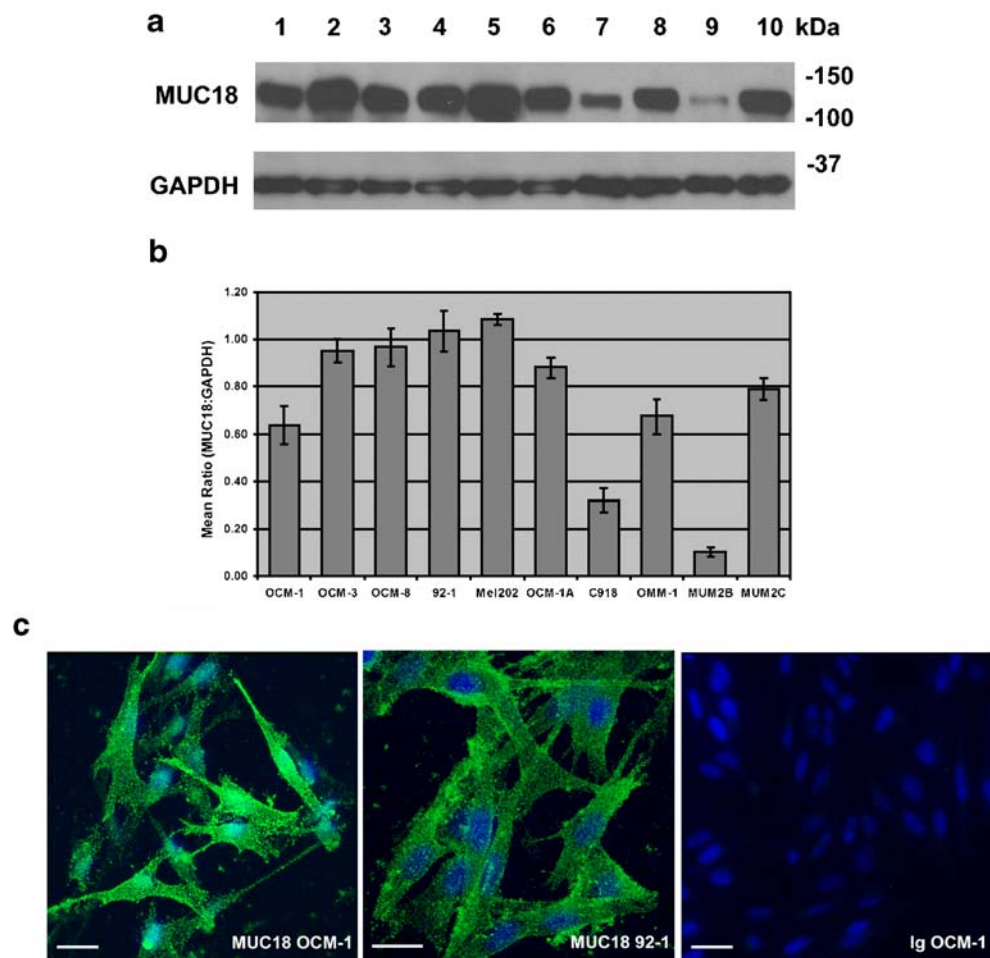 a
1 2 3 4 5 6 7 8 9 10 kDa
MUC18
-150
-100
GAPDH
-37
b
Mean Ratio (MUC18:GAPDH)
1.20
1.00
0.80
0.60
0.40
0.20
0.00
OCM-1 OCM-3 OCM-8 92-1 Mel202 OCM-1A C918 OMM-1 MUM2B MUM2C
c
MUC18 OCM-1
MUC18 92-1
Ig OCM-1